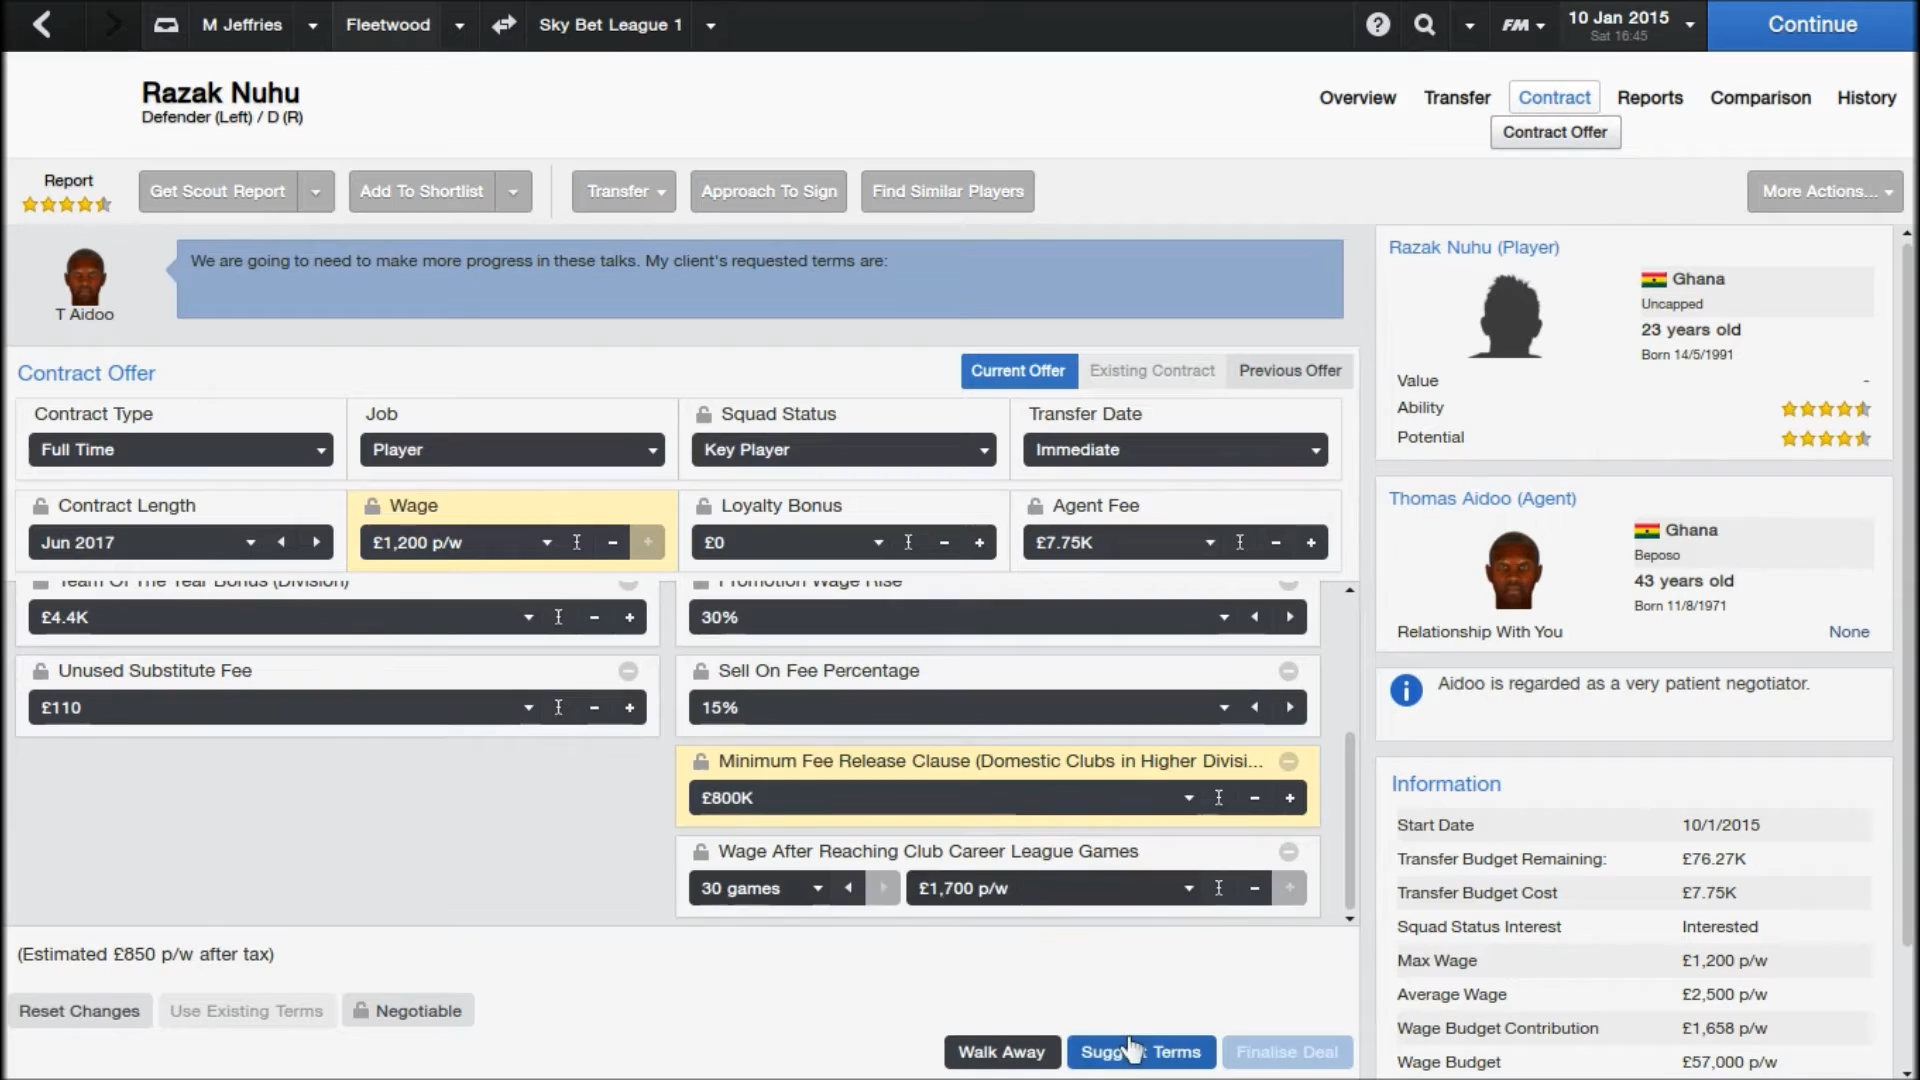 M Jeffries
Fleetwood
Sky Bet League 1
FM
10 Jan 2015
Sat 16:45
Continue
Razak Nuhu
Defender (Left) / D (R)
Overview
Transfer
Contract
Reports
Comparison
History
Contract Offer
Report
Get Scout Report
Add To Shortlist
Transfer
Approach To Sign
Find Similar Players
More Actions...
T Aidoo
We are going to need to make more progress in these talks. My client's requested terms are:
Contract Offer
Current Offer
Existing Contract
Previous Offer
Contract Type
Job
Squad Status
Transfer Date
Full Time
Player
Key Player
Immediate
Contract Length
Wage
Loyalty Bonus
Agent Fee
Jun 2017
£1,200 p/w
£0
£7.75K
Team Of The Year Bonus (Division)
Promotion Wage Rise
£4.4K
30%
Unused Substitute Fee
Sell On Fee Percentage
£110
15%
Minimum Fee Release Clause (Domestic Clubs in Higher Divisi...
£800K
Wage After Reaching Club Career League Games
30 games
£1,700 p/w
(Estimated £850 p/w after tax)
Reset Changes
Use Existing Terms
Negotiable
Walk Away
Suggest Terms
Finalise Deal
Razak Nuhu (Player)
Ghana
Uncapped
23 years old
Born 14/5/1991
Value -
Ability
Potential
Thomas Aidoo (Agent)
Ghana
Beposo
43 years old
Born 11/8/1971
Relationship With You None
Aidoo is regarded as a very patient negotiator.
Information
Start Date 10/1/2015
Transfer Budget Remaining: £76.27K
Transfer Budget Cost £7.75K
Squad Status Interest Interested
Max Wage £1,200 p/w
Average Wage £2,500 p/w
Wage Budget Contribution £1,658 p/w
Wage Budget £57,000 p/w